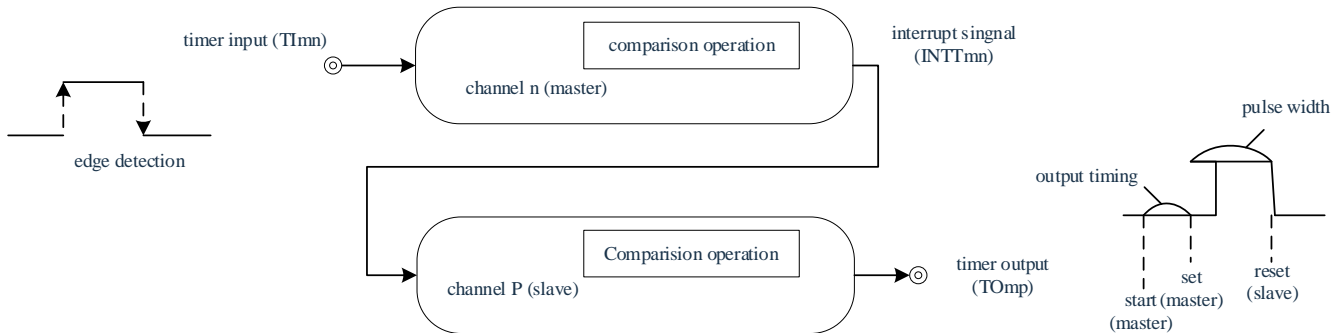 timer input (TImn)
comparison operation
channel n (master)
interrupt singnal
(INTTmn)
edge detection
pulse width
output timing
Comparision operation
channel P (slave)
timer output
(TOmp)
set
(master)
start
(master)
reset
(slave)